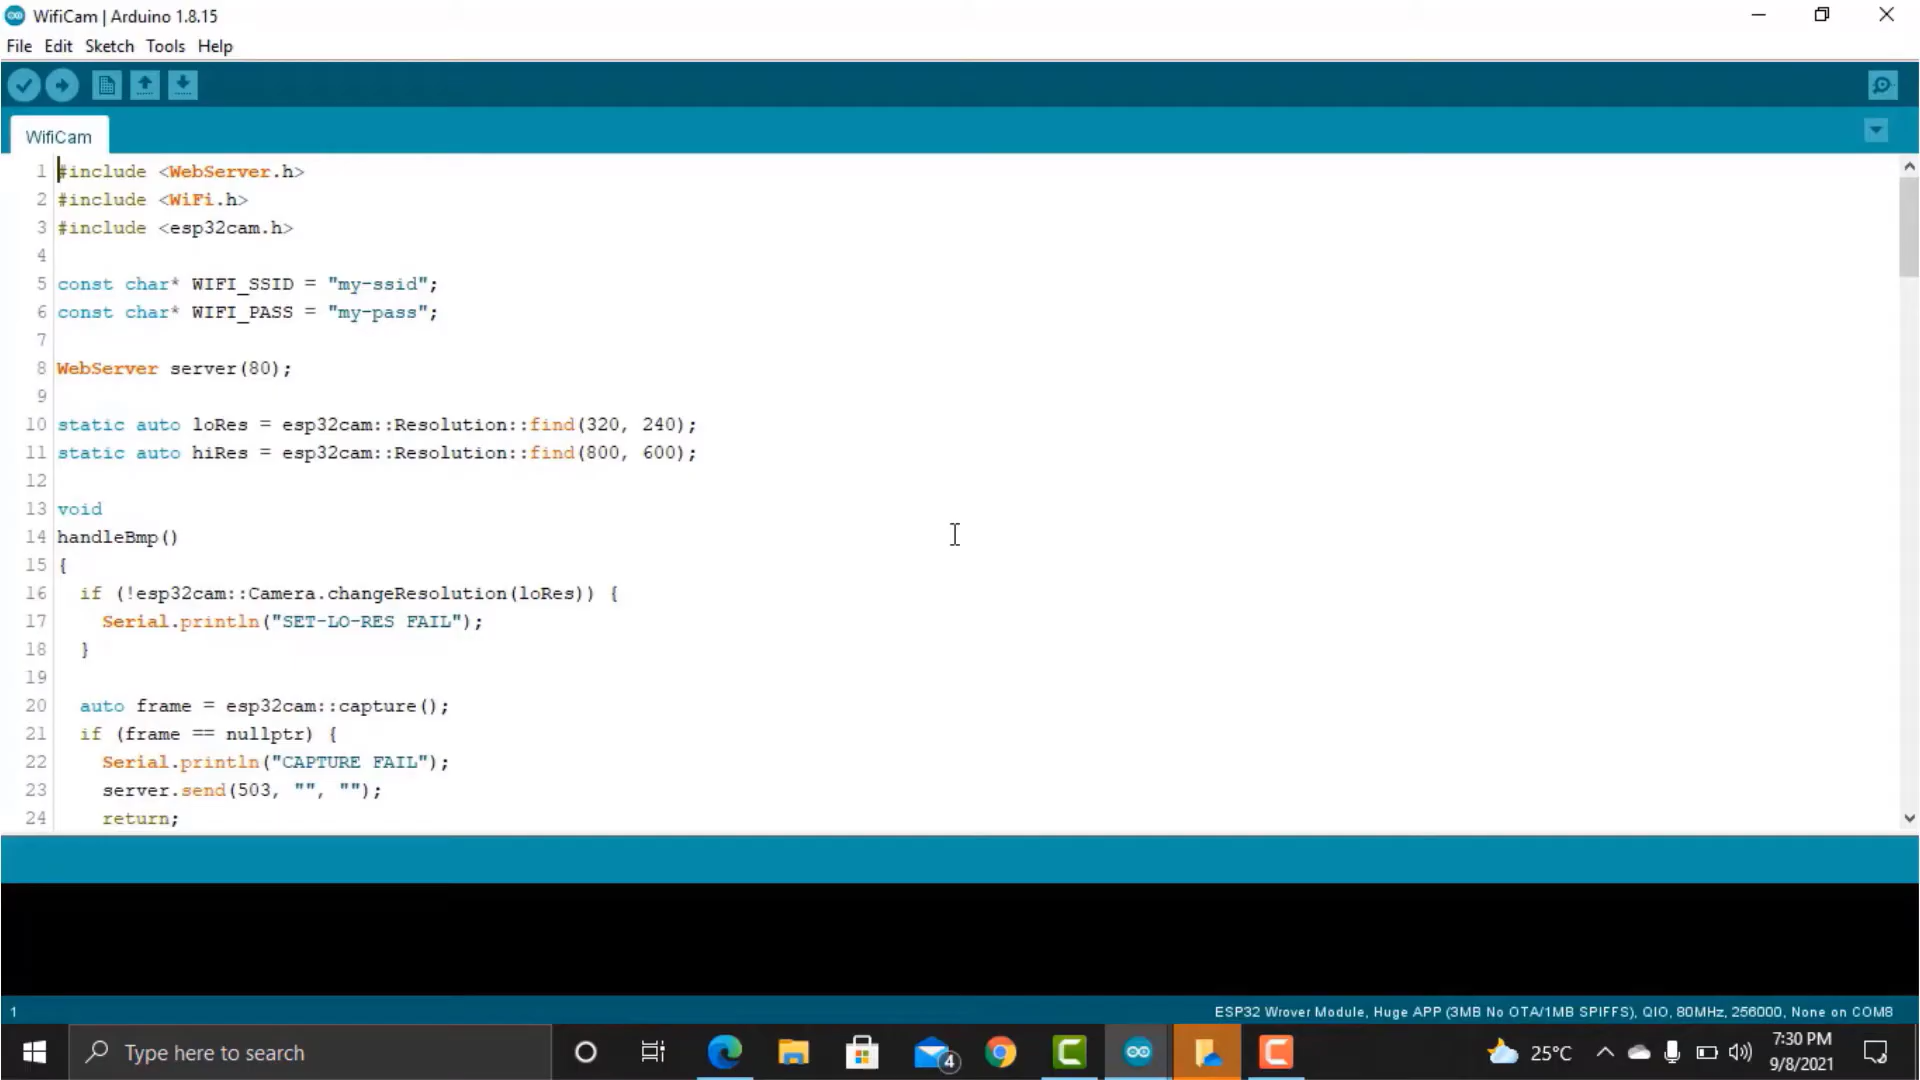 WifiCam | Arduino 1.8.15
File Edit Sketch Tools Help
WifiCam
1 #include <WebServer.h>
2 #include <WiFi.h>
3 #include <esp32cam.h>
4
5 const char* WIFI_SSID = "my-ssid";
6 const char* WIFI_PASS = "my-pass";
7
8 WebServer server(80);
9
10 static auto loRes = esp32cam::Resolution::find(320, 240);
11 static auto hiRes = esp32cam::Resolution::find(800, 600);
12
13 void
14 handleBmp()
15 {
16 if (!esp32cam::Camera.changeResolution(loRes)) {
17 Serial.println("SET-LO-RES FAIL");
18 }
19
20 auto frame = esp32cam::capture();
21 if (frame == nullptr) {
22 Serial.println("CAPTURE FAIL");
23 server.send(503, "", "");
24 return;
1 ESP32 Wrover Module, Huge APP (3MB No OTA/1MB SPIFFS), QIO, 80MHz, 256000, None on COM8
Type here to search 4 25°C 7:30 PM
9/8/2021